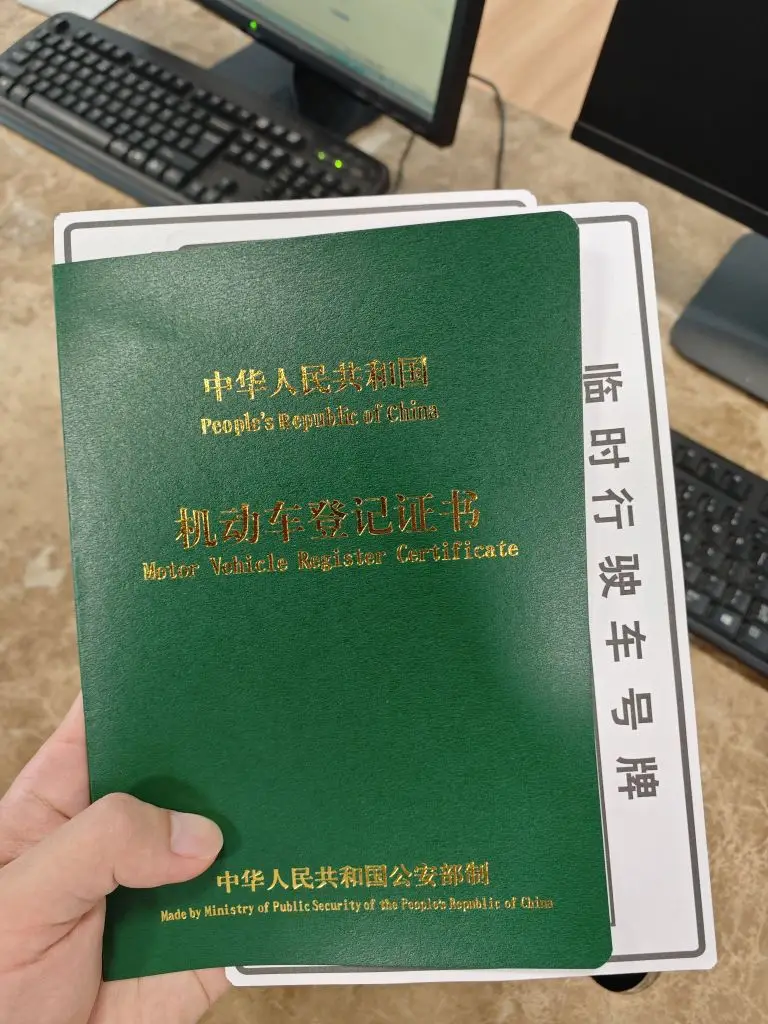 中华人民共和国
People's Republic of China
机动车登记证书
Motor Vehicle Register Certificate
中华人民共和国公安部制
Made by Ministry of Public Security of the People's Republic of China
临时行驶车号牌